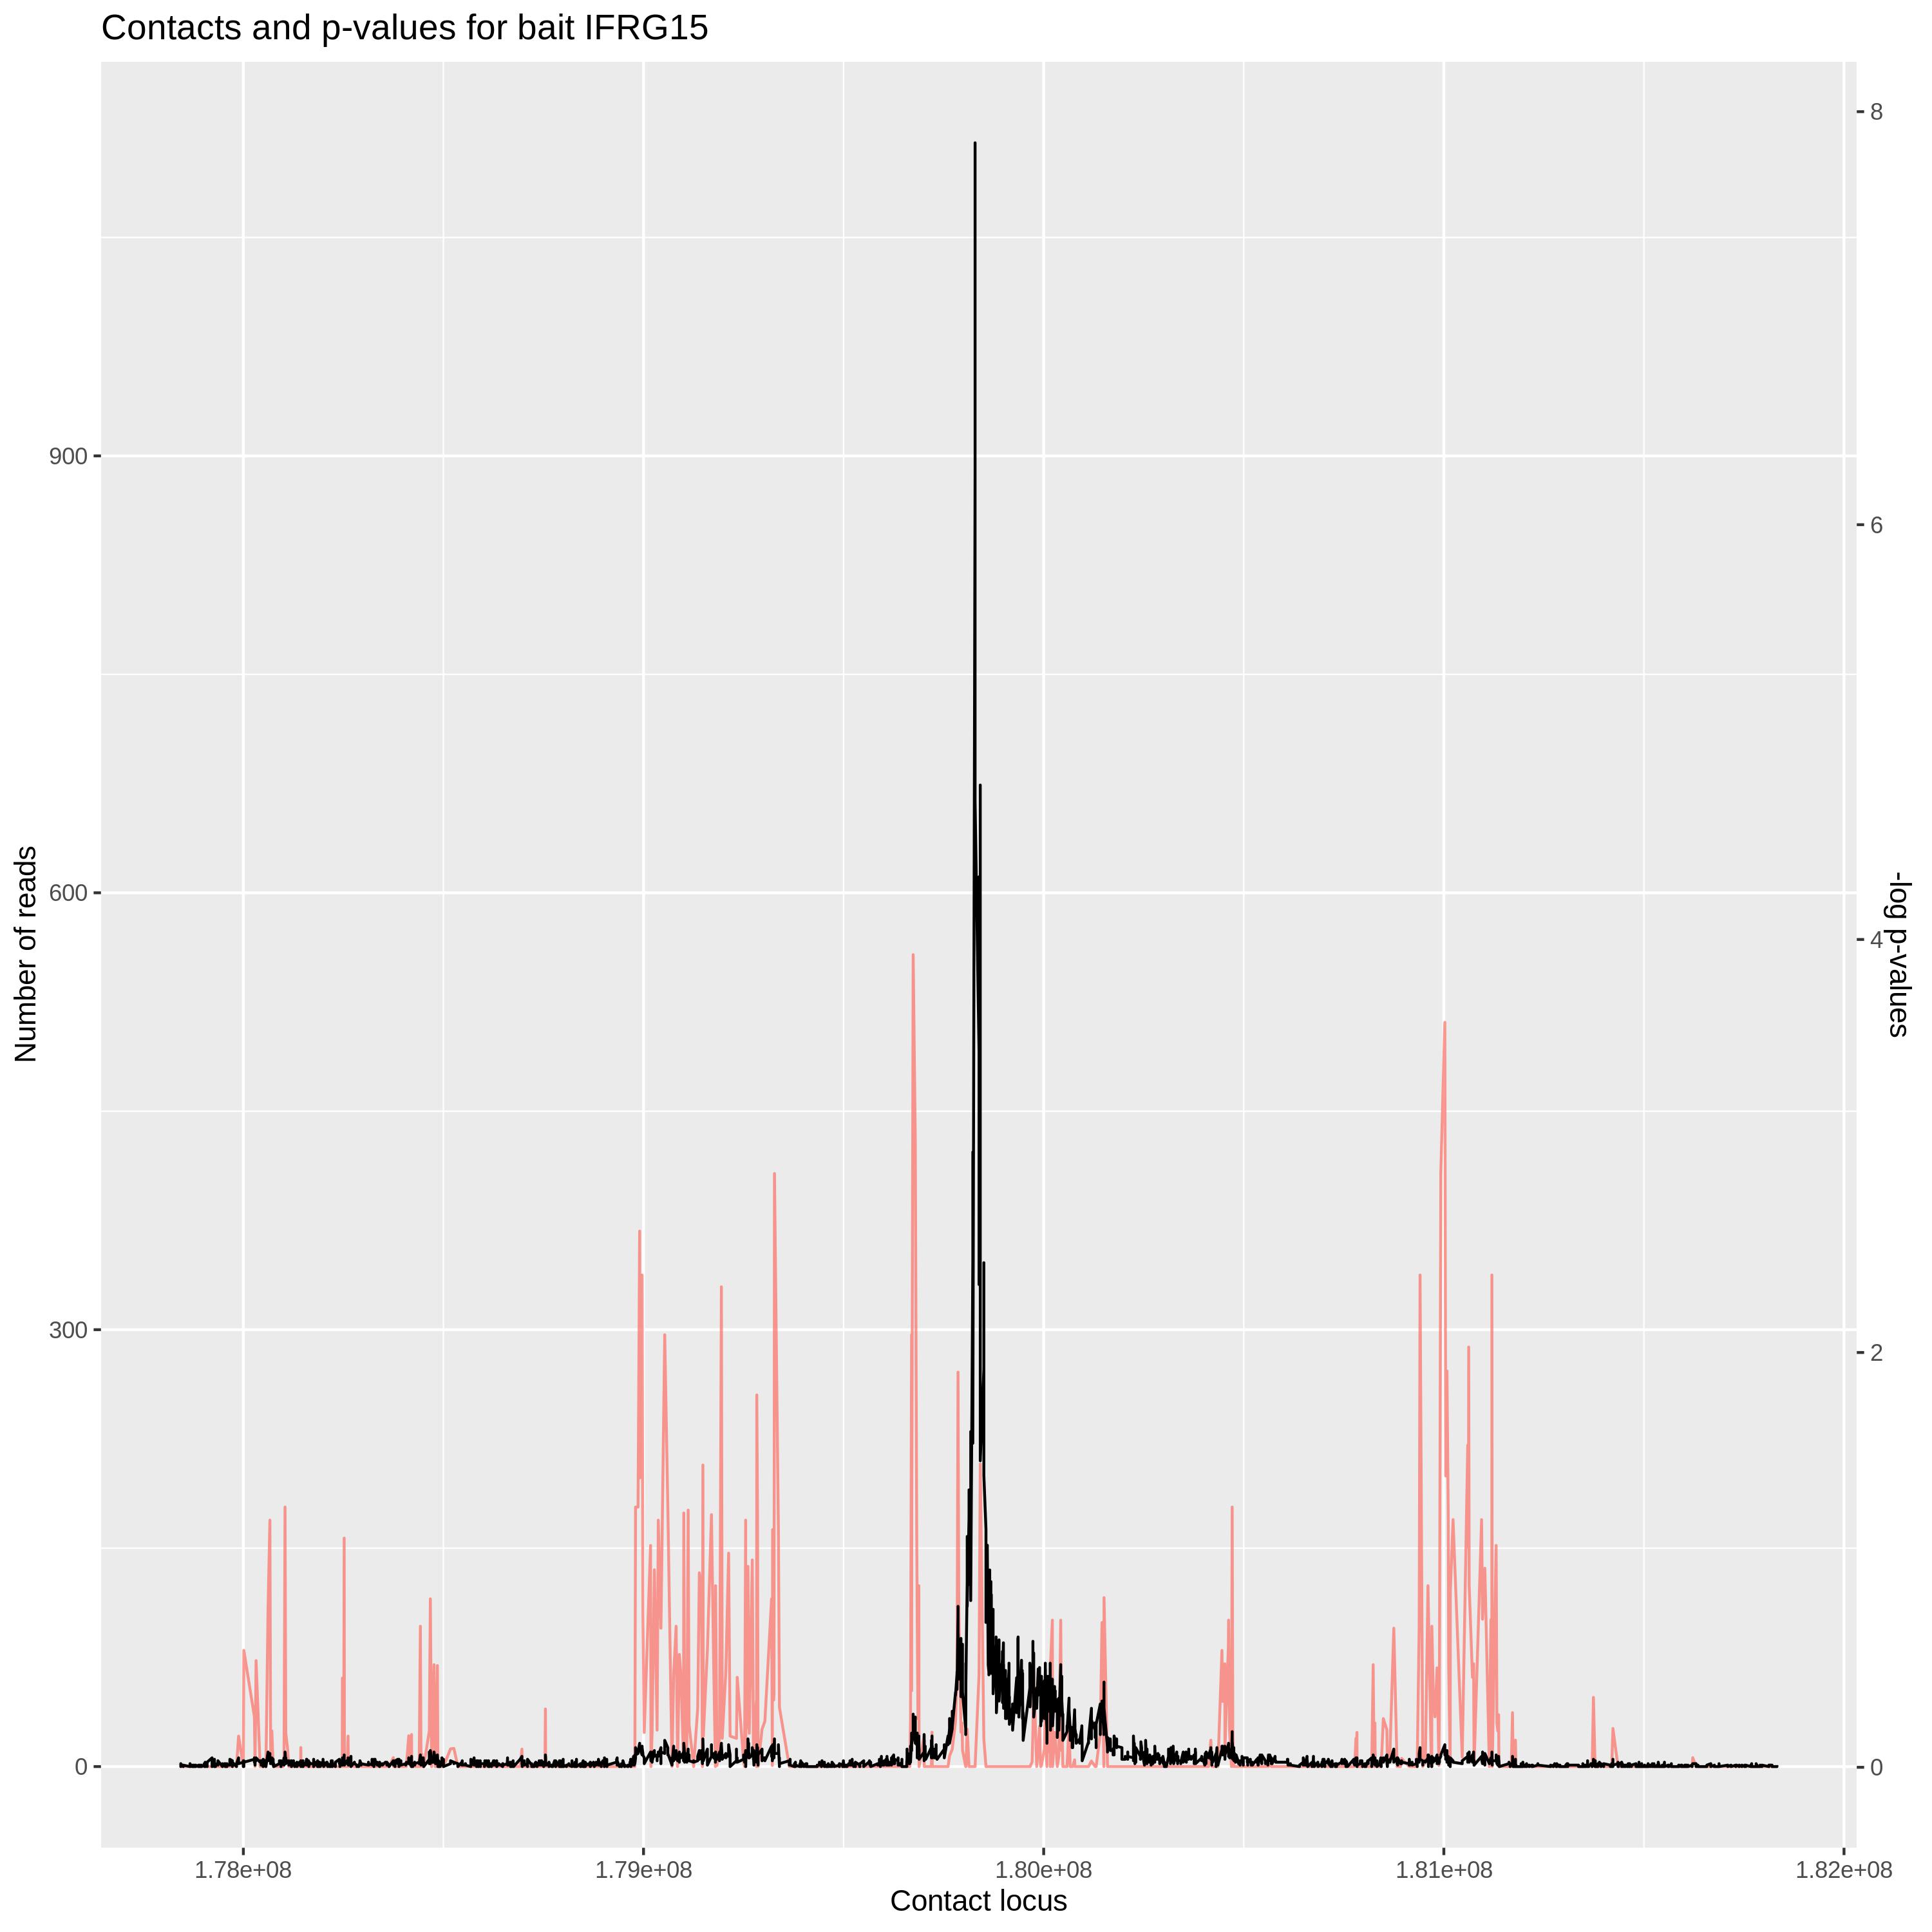 Contacts and p-values for bait IFRG15
8
900
6
Number of reads
600
4
-log p-values
300
2
0
0
1.78e+08
1.79e+08
1.80e+08
1.81e+08
1.82e+08
Contact locus